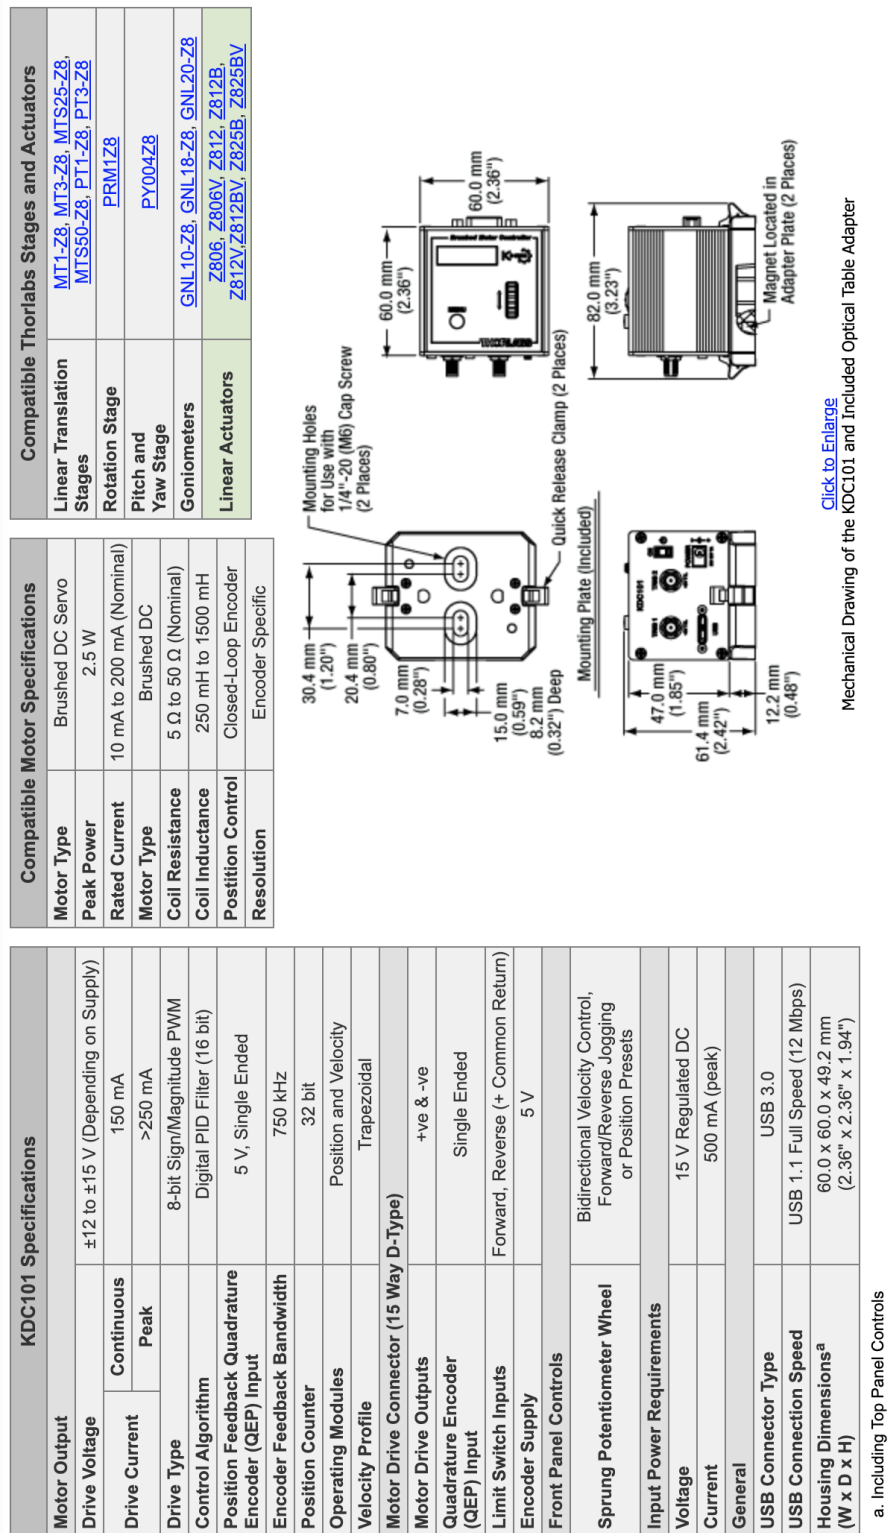 KDC101 Specifications
Motor Output
Drive Voltage ±12 to ±15 V (Depending on Supply)
Drive Current Continuous 150 mA
Peak >250 mA
Drive Type 8-bit Sign/Magnitude PWM
Control Algorithm Digital PID Filter (16 bit)
Position Feedback Quadrature
Encoder (QEP) Input 5 V, Single Ended
Encoder Feedback Bandwidth 750 kHz
Position Counter 32 bit
Operating Modules Position and Velocity
Velocity Profile Trapezoidal
Motor Drive Connector (15 Way D-Type)
Motor Drive Outputs +ve & -ve
Quadrature Encoder
(QEP) Input Single Ended
Limit Switch Inputs Forward, Reverse (+ Common Return)
Encoder Supply 5 V
Front Panel Controls
Sprung Potentiometer Wheel Bidirectional Velocity Control,
Forward/Reverse Jogging
or Position Presets
Input Power Requirements
Voltage 15 V Regulated DC
Current 500 mA (peak)
General
USB Connector Type USB 3.0
USB Connection Speed USB 1.1 Full Speed (12 Mbps)
Housing Dimensionsa
(W x D x H) 60.0 x 60.0 x 49.2 mm
(2.36" x 2.36" x 1.94")
a. Including Top Panel Controls
Compatible Motor Specifications
Motor Type Brushed DC Servo
Peak Power 2.5 W
Rated Current 10 mA to 200 mA (Nominal)
Motor Type Brushed DC
Coil Resistance 5 Ω to 50 Ω (Nominal)
Coil Inductance 250 mH to 1500 mH
Postition Control Closed-Loop Encoder
Resolution Encoder Specific
Compatible Thorlabs Stages and Actuators
Linear Translation
Stages MT1-Z8, MT3-Z8, MTS25-Z8,
MTS50-Z8, PT1-Z8, PT3-Z8
Rotation Stage PRM1Z8
Pitch and
Yaw Stage PY004Z8
Goniometers GNL10-Z8, GNL18-Z8, GNL20-Z8
Linear Actuators Z806, Z806V, Z812, Z812B,
Z812V,Z812BV, Z825B, Z825BV
30.4 mm
(1.20")
20.4 mm
(0.80")
7.0 mm
(0.28")
15.0 mm
(0.59")
8.2 mm
(0.32") Deep
Mounting Holes
for Use with
1/4"-20 (M6) Cap Screw
(2 Places)
Quick Release Clamp (2 Places)
Mounting Plate (Included)
60.0 mm
(2.36")
60.0 mm
(2.36")
Brushed Motor Controller
MENU
THORLABS
47.0 mm
(1.85")
61.4 mm
(2.42")
12.2 mm
(0.48")
KDC101
TRIG 1
TRIG 2
USB
POWER
82.0 mm
(3.23")
Magnet Located in
Adapter Plate (2 Places)
Click to Enlarge
Mechanical Drawing of the KDC101 and Included Optical Table Adapter